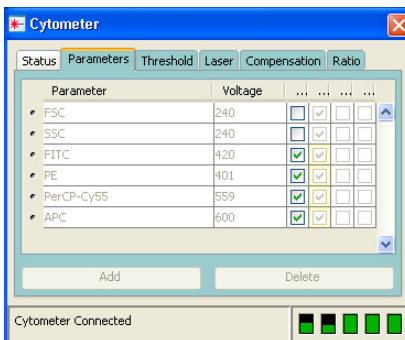 Cytometer
Status Parameters Threshold Laser Compensation Ratio
Parameter Voltage ... ... ... ...
FSC 240
SSC 240
FITC 420
PE 401
PerCP-Cy55 559
APC 600
Add Delete
Cytometer Connected